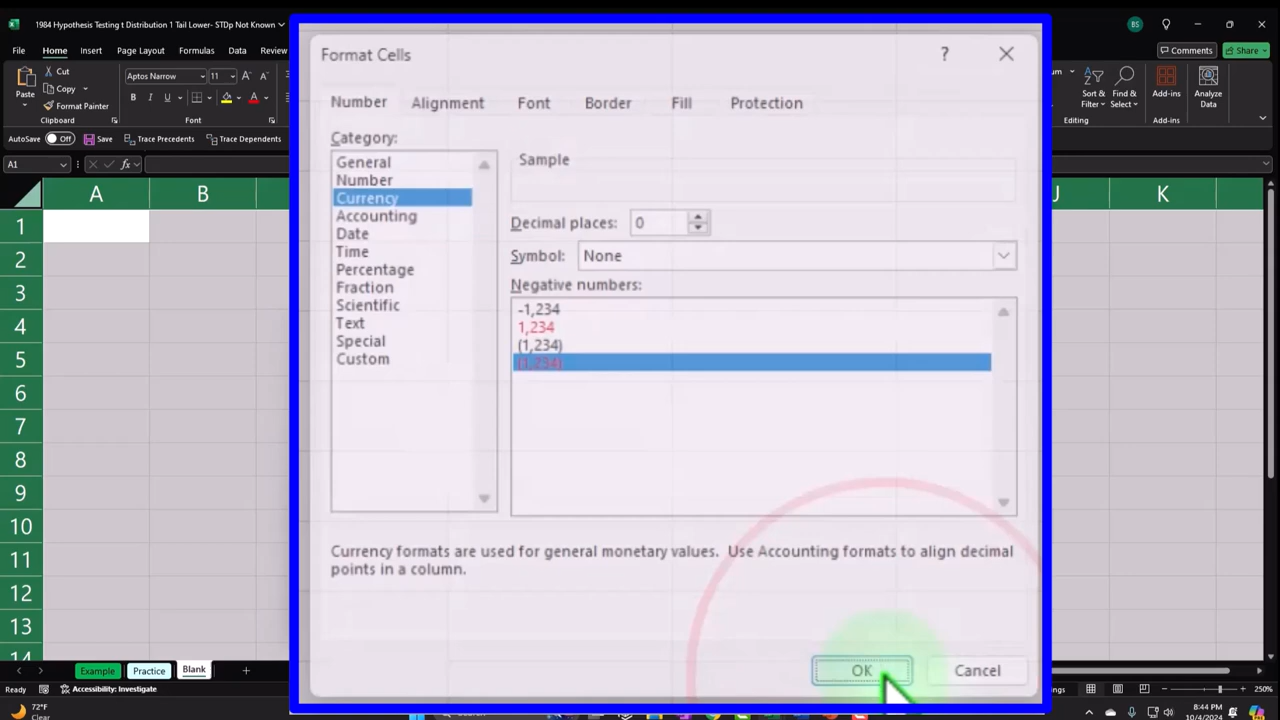 1984 Hypothesis Testing t Distribution 1 Tail Lower- STDp Not Known
BS
File Home Insert Page Layout Formulas Data Review
Comments Share
Paste
Cut
Copy
Format Painter
Clipboard
Aptos Narrow 11
B I U
Font
Sort &
Filter
Find &
Select
Editing
Add-ins
Add-ins
Analyze
Data
AutoSave Off Save Trace Precedents Trace Dependents
A1 fx
A B J K
1
2
3
4
5
6
7
8
9
10
11
12
13
14
Format Cells ?
Number Alignment Font Border Fill Protection
Category:
General
Number
Currency
Accounting
Date
Time
Percentage
Fraction
Scientific
Text
Special
Custom
Sample
Decimal places: 0
Symbol: None
Negative numbers:
-1,234
1,234
(1,234)
(1,234)
Currency formats are used for general monetary values. Use Accounting formats to align decimal
points in a column.
OK Cancel
Example Practice Blank
Ready Accessibility: Investigate
250%
72°F
Clear
8:44 PM
10/4/2024